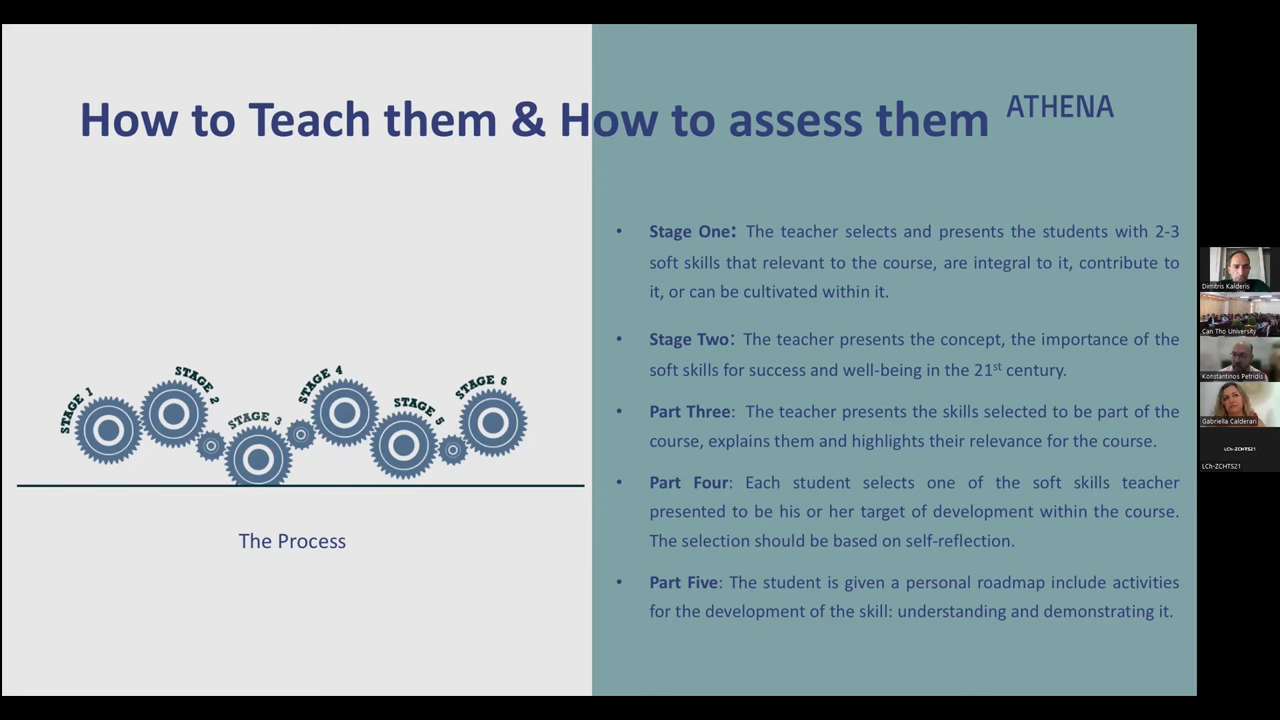 How to Teach them & How to assess them
ATHENA
• Stage One: The teacher selects and presents the students with 2-3
soft skills that relevant to the course, are integral to it, contribute to
it, or can be cultivated within it.
• Stage Two: The teacher presents the concept, the importance of the
soft skills for success and well-being in the 21st century.
• Part Three: The teacher presents the skills selected to be part of the
course, explains them and highlights their relevance for the course.
• Part Four: Each student selects one of the soft skills teacher
presented to be his or her target of development within the course.
The selection should be based on self-reflection.
• Part Five: The student is given a personal roadmap include activities
for the development of the skill: understanding and demonstrating it.
STAGE 1
STAGE 2
STAGE 3
STAGE 4
STAGE 5
STAGE 6
The Process
Dimitris Kalderis
Can Tho University
Konstantinos Petridis
Gabriella Calderari
LCh-ZCHTS21
LCh-ZCHTS21